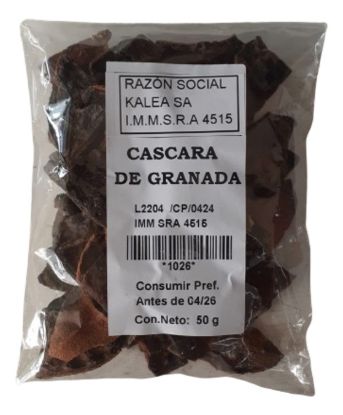 RAZÓN SOCIAL
KALEA SA
I.M.M.S.R.A 4515
CASCARA
DE GRANADA
L2204 /CP/0424
IMM SRA 4515
*1026*
Consumir Pref.
Antes de 04/26
Con.Neto: 50 g